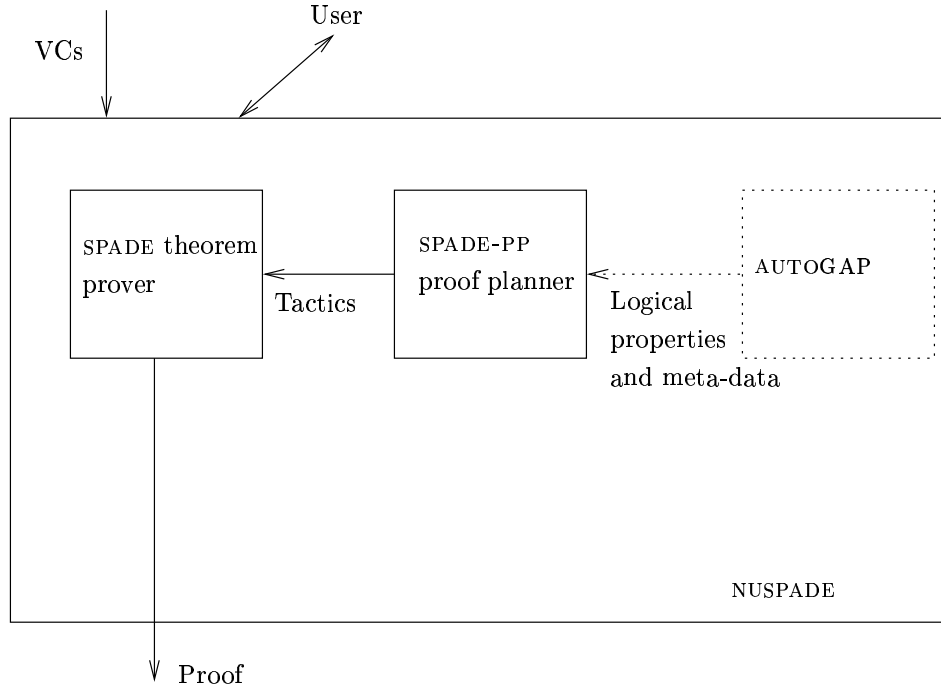 User
VCs
SPADE theorem
prover
SPADE-PP
proof planner
AUTOGAP
Tactics
Logical
properties
and meta-data
NUSPADE
Proof